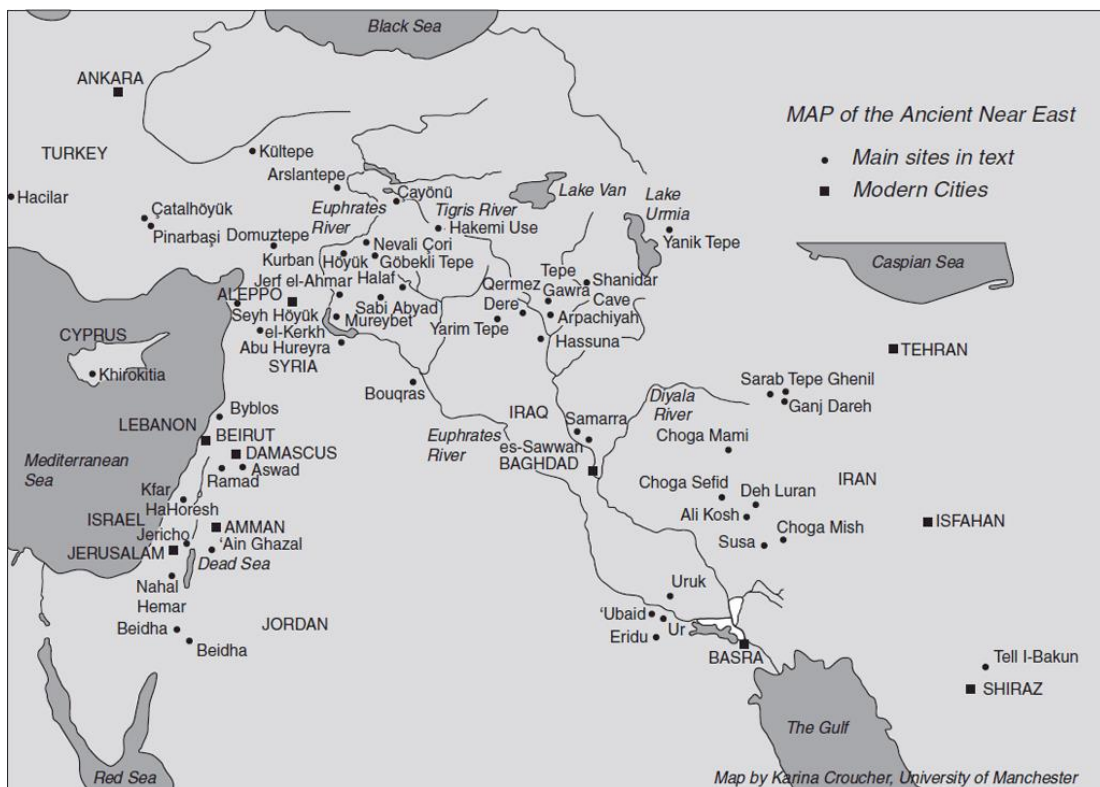 Black Sea
ANKARA
MAP of the Ancient Near East
TURKEY
Kültepe
Main sites in text
Arslantepe
Modern Cities
Hacilar
Çayönü
Lake Van
Lake
Urmia
Çatalhöyük
Euphrates
River
Tigris River
Hakemi Use
Pinarbaşi
Domuztepe
Nevali Çori
Yanik Tepe
Kurban
Höyük
Göbekli Tepe
Caspian Sea
Jerf el-Ahmar
Halaf
Tepe
Gawra
Shanidar
Cave
ALEPPO
Qermez
Dere
Seyh Höyük
Sabi Abyad
Arpachiyah
CYPRUS
el-Kerkh
Mureybet
Yarim Tepe
Hassuna
Abu Hureyra
TEHRAN
SYRIA
Khirokitia
Bouqras
Sarab
Tepe Ghenil
Ganj Dareh
Diyala
River
Byblos
IRAQ
Samarra
LEBANON
BEIRUT
Euphrates
River
Choga Mami
es-Sawwan
DAMASCUS
BAGHDAD
Mediterranean
Sea
Aswad
Ramad
Choga Sefid
IRAN
Kfar
HaHoresh
Deh Luran
ISRAEL
Ali Kosh
AMMAN
ISFAHAN
Jericho
Choga Mish
'Ain Ghazal
Susa
JERUSALAM
Dead Sea
Nahal
Hemar
Uruk
Beidha
JORDAN
'Ubaid
Ur
Eridu
Beidha
BASRA
Tell I-Bakun
SHIRAZ
The Gulf
Red Sea
Map by Karina Croucher, University of Manchester